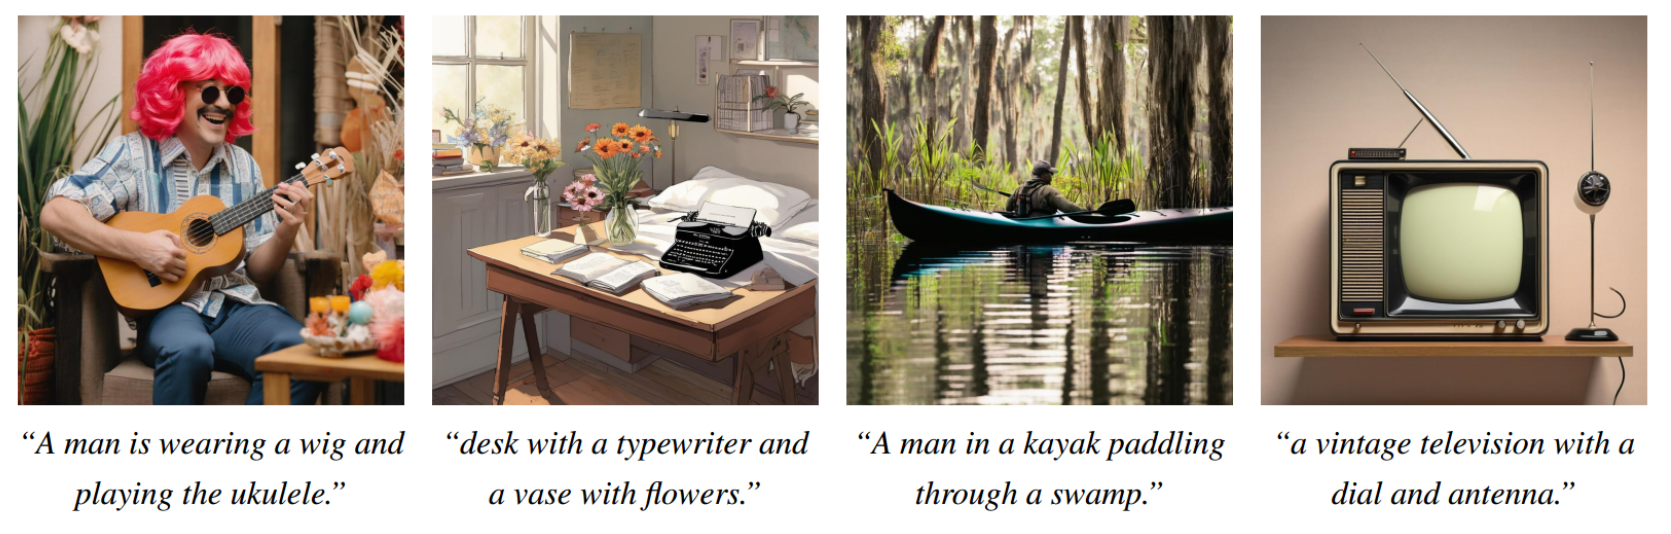 “A man is wearing a wig and
playing the ukulele.”
“desk with a typewriter and
a vase with flowers.”
“A man in a kayak paddling
through a swamp.”
“a vintage television with a
dial and antenna.”